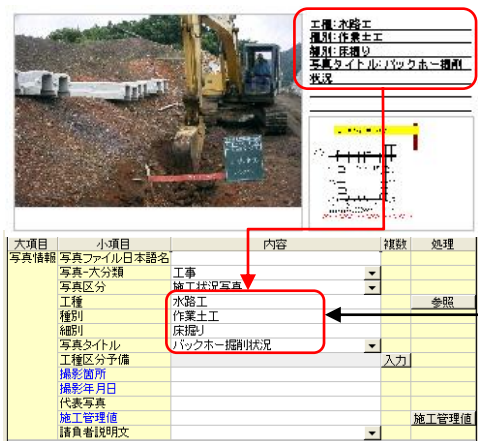 工種:水路工
種別:作業土工
細別:床掘り
写真タイトル:バックホー掘削
状況
大項目 小項目 内容 複数 処理
写真情報 写真ファイル日本語名
写真-大分類 工事
写真区分 施工状況写真
工種 水路工 参照
種別 作業土工
細別 床掘り
写真タイトル バックホー掘削状況
工種区分予備 入力
撮影箇所
撮影年月日
代表写真
施工管理値 施工管理値
請負者説明文